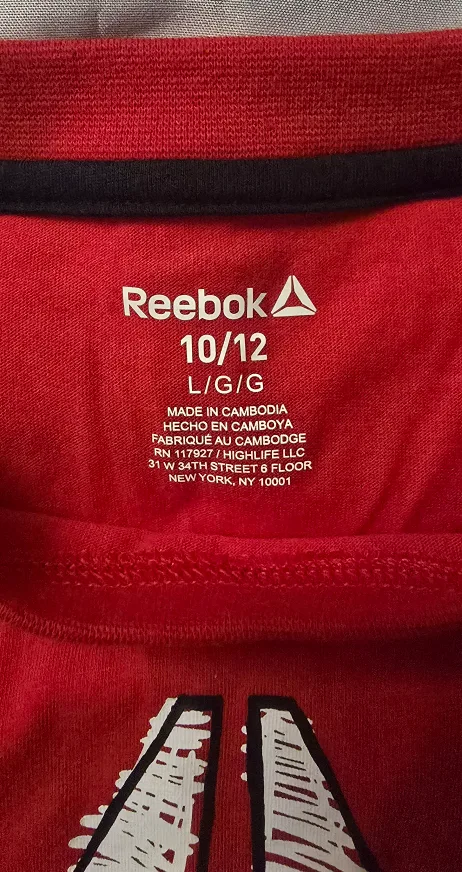 Reebok
10/12
L/G/G
MADE IN CAMBODIA
HECHO EN CAMBOYA
FABRIQUÉ AU CAMBODGE
RN 117927 / HIGHLIFE LLC
31 W 34TH STREET 6 FLOOR
NEW YORK, NY 10001